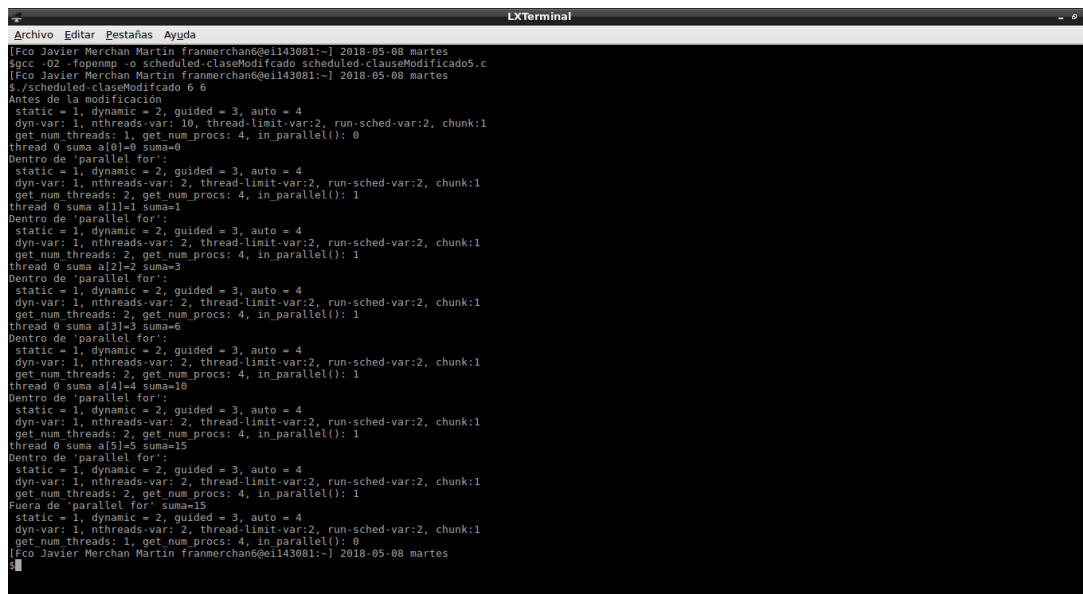 LXTerminal
Archivo Editar Pestañas Ayuda
[Fco Javier Merchan Martin franmerchan6@ei143081:~] 2018-05-08 martes
$gcc -O2 -fopenmp -o scheduled-claseModifcado scheduled-clauseModificado5.c
[Fco Javier Merchan Martin franmerchan6@ei143081:~] 2018-05-08 martes
$./scheduled-claseModifcado 6 6
Antes de la modificación
 static = 1, dynamic = 2, guided = 3, auto = 4
 dyn-var: 1, nthreads-var: 10, thread-limit-var:2, run-sched-var:2, chunk:1
 get_num_threads: 1, get_num_procs: 4, in_parallel(): 0
thread 0 suma a[0]=0 suma=0
Dentro de 'parallel for':
 static = 1, dynamic = 2, guided = 3, auto = 4
 dyn-var: 1, nthreads-var: 2, thread-limit-var:2, run-sched-var:2, chunk:1
 get_num_threads: 2, get_num_procs: 4, in_parallel(): 1
thread 0 suma a[1]=1 suma=1
Dentro de 'parallel for':
 static = 1, dynamic = 2, guided = 3, auto = 4
 dyn-var: 1, nthreads-var: 2, thread-limit-var:2, run-sched-var:2, chunk:1
 get_num_threads: 2, get_num_procs: 4, in_parallel(): 1
thread 0 suma a[2]=2 suma=3
Dentro de 'parallel for':
 static = 1, dynamic = 2, guided = 3, auto = 4
 dyn-var: 1, nthreads-var: 2, thread-limit-var:2, run-sched-var:2, chunk:1
 get_num_threads: 2, get_num_procs: 4, in_parallel(): 1
thread 0 suma a[3]=3 suma=6
Dentro de 'parallel for':
 static = 1, dynamic = 2, guided = 3, auto = 4
 dyn-var: 1, nthreads-var: 2, thread-limit-var:2, run-sched-var:2, chunk:1
 get_num_threads: 2, get_num_procs: 4, in_parallel(): 1
thread 0 suma a[4]=4 suma=10
Dentro de 'parallel for':
 static = 1, dynamic = 2, guided = 3, auto = 4
 dyn-var: 1, nthreads-var: 2, thread-limit-var:2, run-sched-var:2, chunk:1
 get_num_threads: 2, get_num_procs: 4, in_parallel(): 1
thread 0 suma a[5]=5 suma=15
Dentro de 'parallel for':
 static = 1, dynamic = 2, guided = 3, auto = 4
 dyn-var: 1, nthreads-var: 2, thread-limit-var:2, run-sched-var:2, chunk:1
 get_num_threads: 2, get_num_procs: 4, in_parallel(): 1
Fuera de 'parallel for' suma=15
 static = 1, dynamic = 2, guided = 3, auto = 4
 dyn-var: 1, nthreads-var: 2, thread-limit-var:2, run-sched-var:2, chunk:1
 get_num_threads: 1, get_num_procs: 4, in_parallel(): 0
[Fco Javier Merchan Martin franmerchan6@ei143081:~] 2018-05-08 martes
$